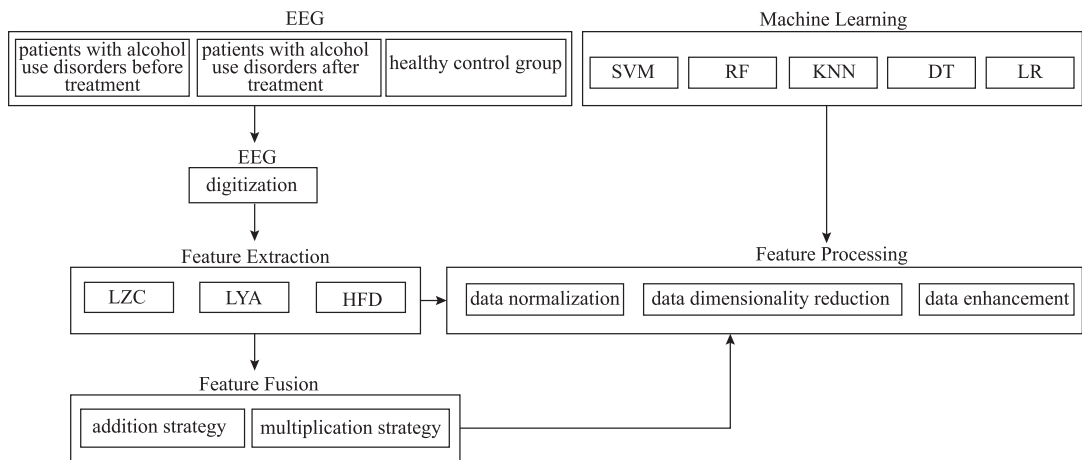 EEG
patients with alcohol
use disorders before
treatment
patients with alcohol
use disorders after
treatment
healthy control group
Machine Learning
SVM
RF
KNN
DT
LR
EEG
digitization
Feature Extraction
LZC
LYA
HFD
Feature Processing
data normalization
data dimensionality reduction
data enhancement
Feature Fusion
addition strategy
multiplication strategy